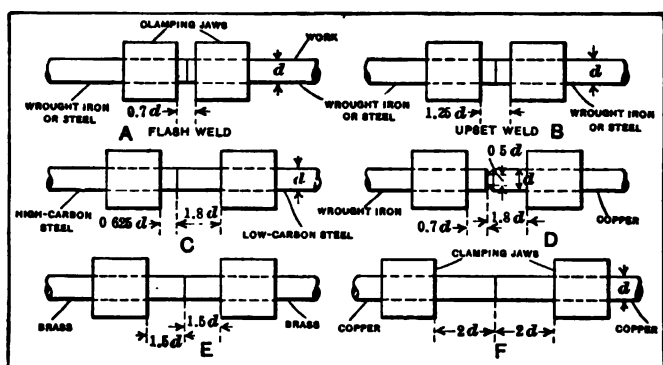 CLAMPING JAWS
WORK
d
d
WROUGHT IRON
OR STEEL
0.7 d
A FLASH WELD
WROUGHT IRON
OR STEEL
WROUGHT IRON
OR STEEL
1.25 d
UPSET WELD B
WROUGHT IRON
OR STEEL
d
HIGH-CARBON
STEEL
0 625 d
1.8 d
LOW-CARBON STEEL
C
0 5 d
d
WROUGHT IRON
COPPER
0.7 d
1.8 d
D
CLAMPING JAWS
BRASS
1.5 d
1.5 d
BRASS
E
d
COPPER
2 d
2 d
COPPER
F